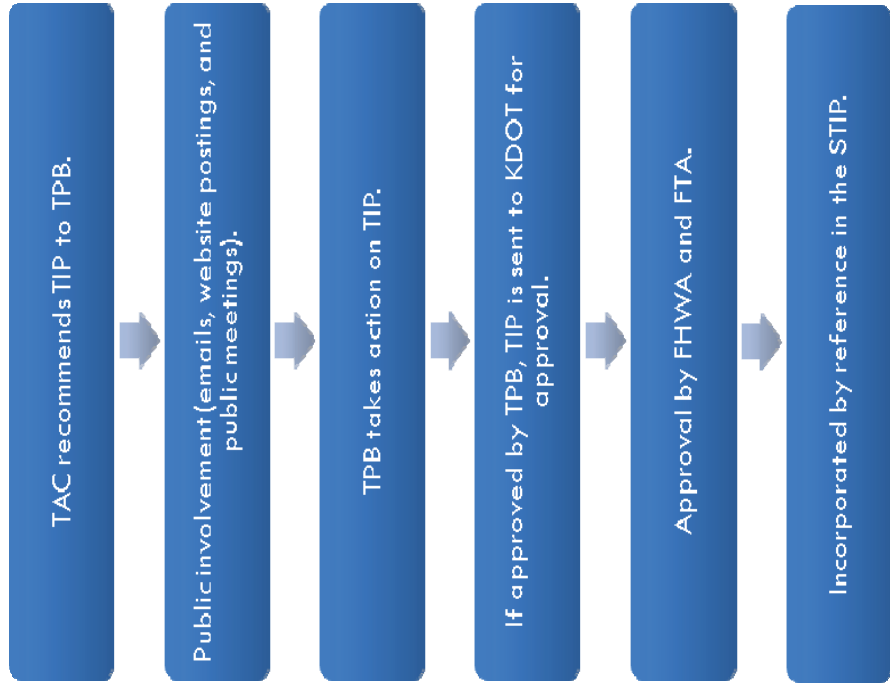 TAC recommends TIP to TPB.
Public involvement (emails, website postings, and
public meetings).
TPB takes action on TIP.
If approved by TPB, TIP is sent to KDOT for
approval.
Approval by FHWA and FTA.
Incorporated by reference in the STIP.